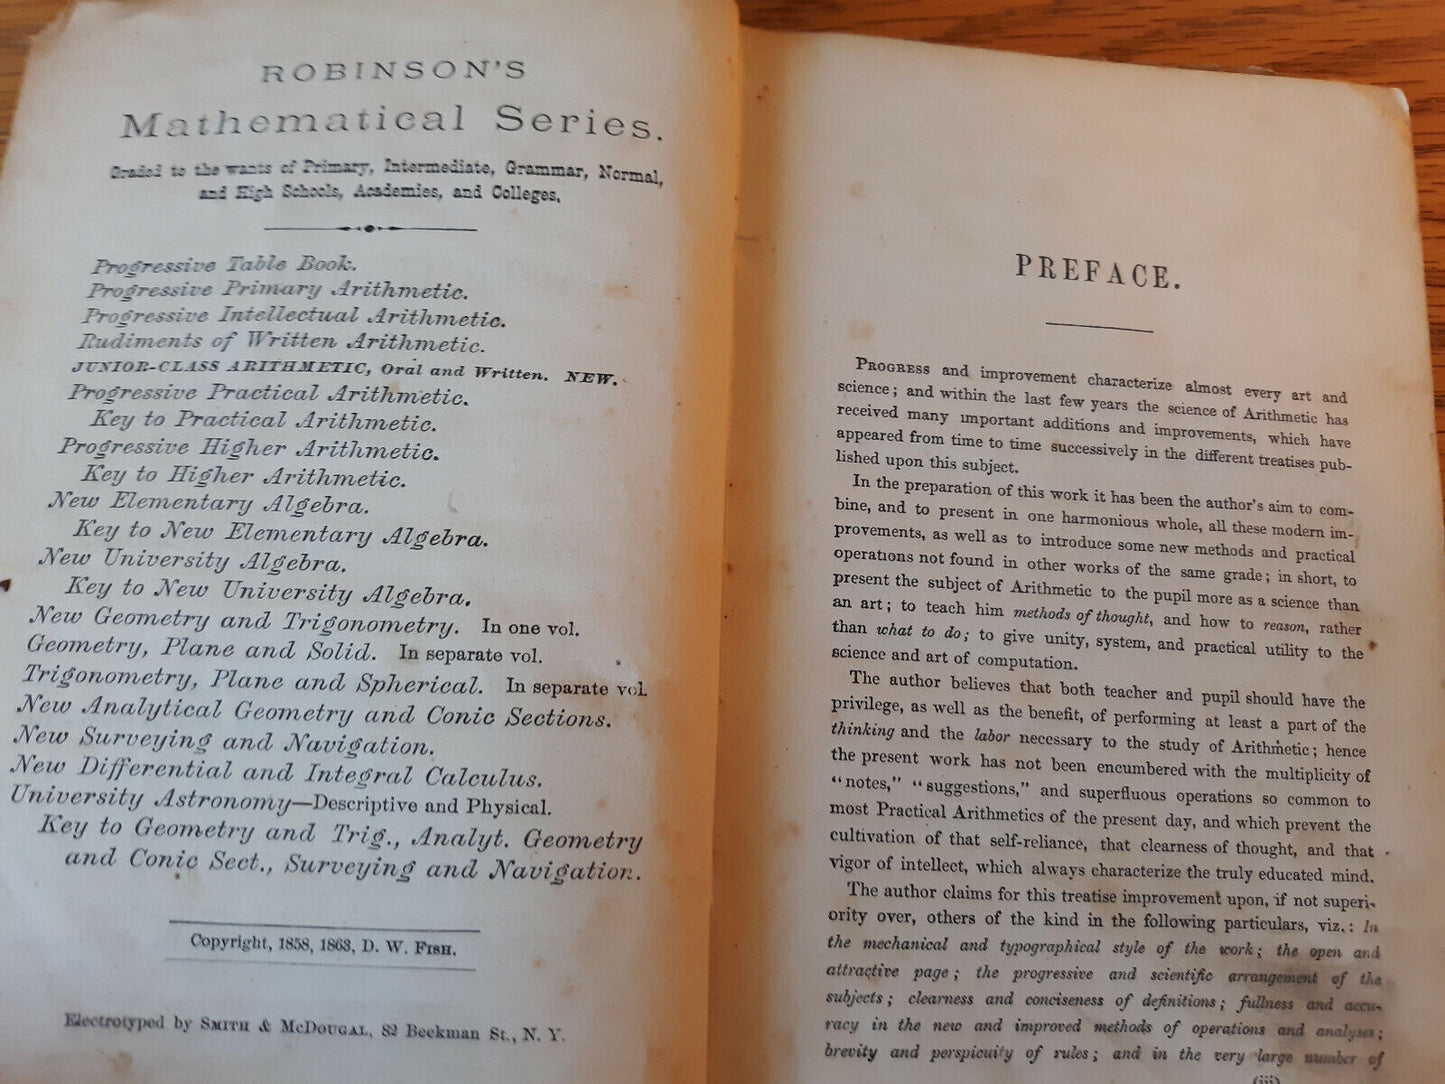 ROBINSON'S
Mathematical Series.
Graded to the wants of Primary, Intermediate, Grammar, Normal,
and High Schools, Academies, and Colleges.
Progressive Table Book.
Progressive Primary Arithmetic.
Progressive Intellectual Arithmetic.
Rudiments of Written Arithmetic.
JUNIOR-CLASS ARITHMETIC, Oral and Written. NEW.
Progressive Practical Arithmetic.
Key to Practical Arithmetic.
Progressive Higher Arithmetic.
Key to Higher Arithmetic.
New Elementary Algebra.
Key to New Elementary Algebra.
New University Algebra.
Key to New University Algebra.
New Geometry and Trigonometry. In one vol.
Geometry, Plane and Solid. In separate vol.
Trigonometry, Plane and Spherical. In separate vol.
New Analytical Geometry and Conic Sections.
New Surveying and Navigation.
New Differential and Integral Calculus.
University Astronomy—Descriptive and Physical.
Key to Geometry and Trig., Analyt. Geometry
and Conic Sect., Surveying and Navigation.
Copyright, 1858, 1863, D. W. FISH.
Electrotyped by SMITH & McDOUGAL, 82 Beekman St., N. Y.
PREFACE.
PROGRESS and improvement characterize almost every art and
science; and within the last few years the science of Arithmetic has
received many important additions and improvements, which have
appeared from time to time successively in the different treatises pub-
lished upon this subject.
In the preparation of this work it has been the author's aim to com-
bine, and to present in one harmonious whole, all these modern im-
provements, as well as to introduce some new methods and practical
operations not found in other works of the same grade; in short, to
present the subject of Arithmetic to the pupil more as a science than
an art; to teach him methods of thought, and how to reason, rather
than what to do; to give unity, system, and practical utility to the
science and art of computation.
The author believes that both teacher and pupil should have the
privilege, as well as the benefit, of performing at least a part of the
thinking and the labor necessary to the study of Arithmetic; hence
the present work has not been encumbered with the multiplicity of
"notes," "suggestions," and superfluous operations so common to
most Practical Arithmetics of the present day, and which prevent the
cultivation of that self-reliance, that clearness of thought, and that
vigor of intellect, which always characterize the truly educated mind.
The author claims for this treatise improvement upon, if not superi-
ority over, others of the kind in the following particulars, viz.: In
the mechanical and typographical style of the work; the open and
attractive page; the progressive and scientific arrangement of the
subjects; clearness and conciseness of definitions; fullness and accu-
racy in the new and improved methods of operations and analyses;
brevity and perspicuity of rules; and in the very large number of
(iii)